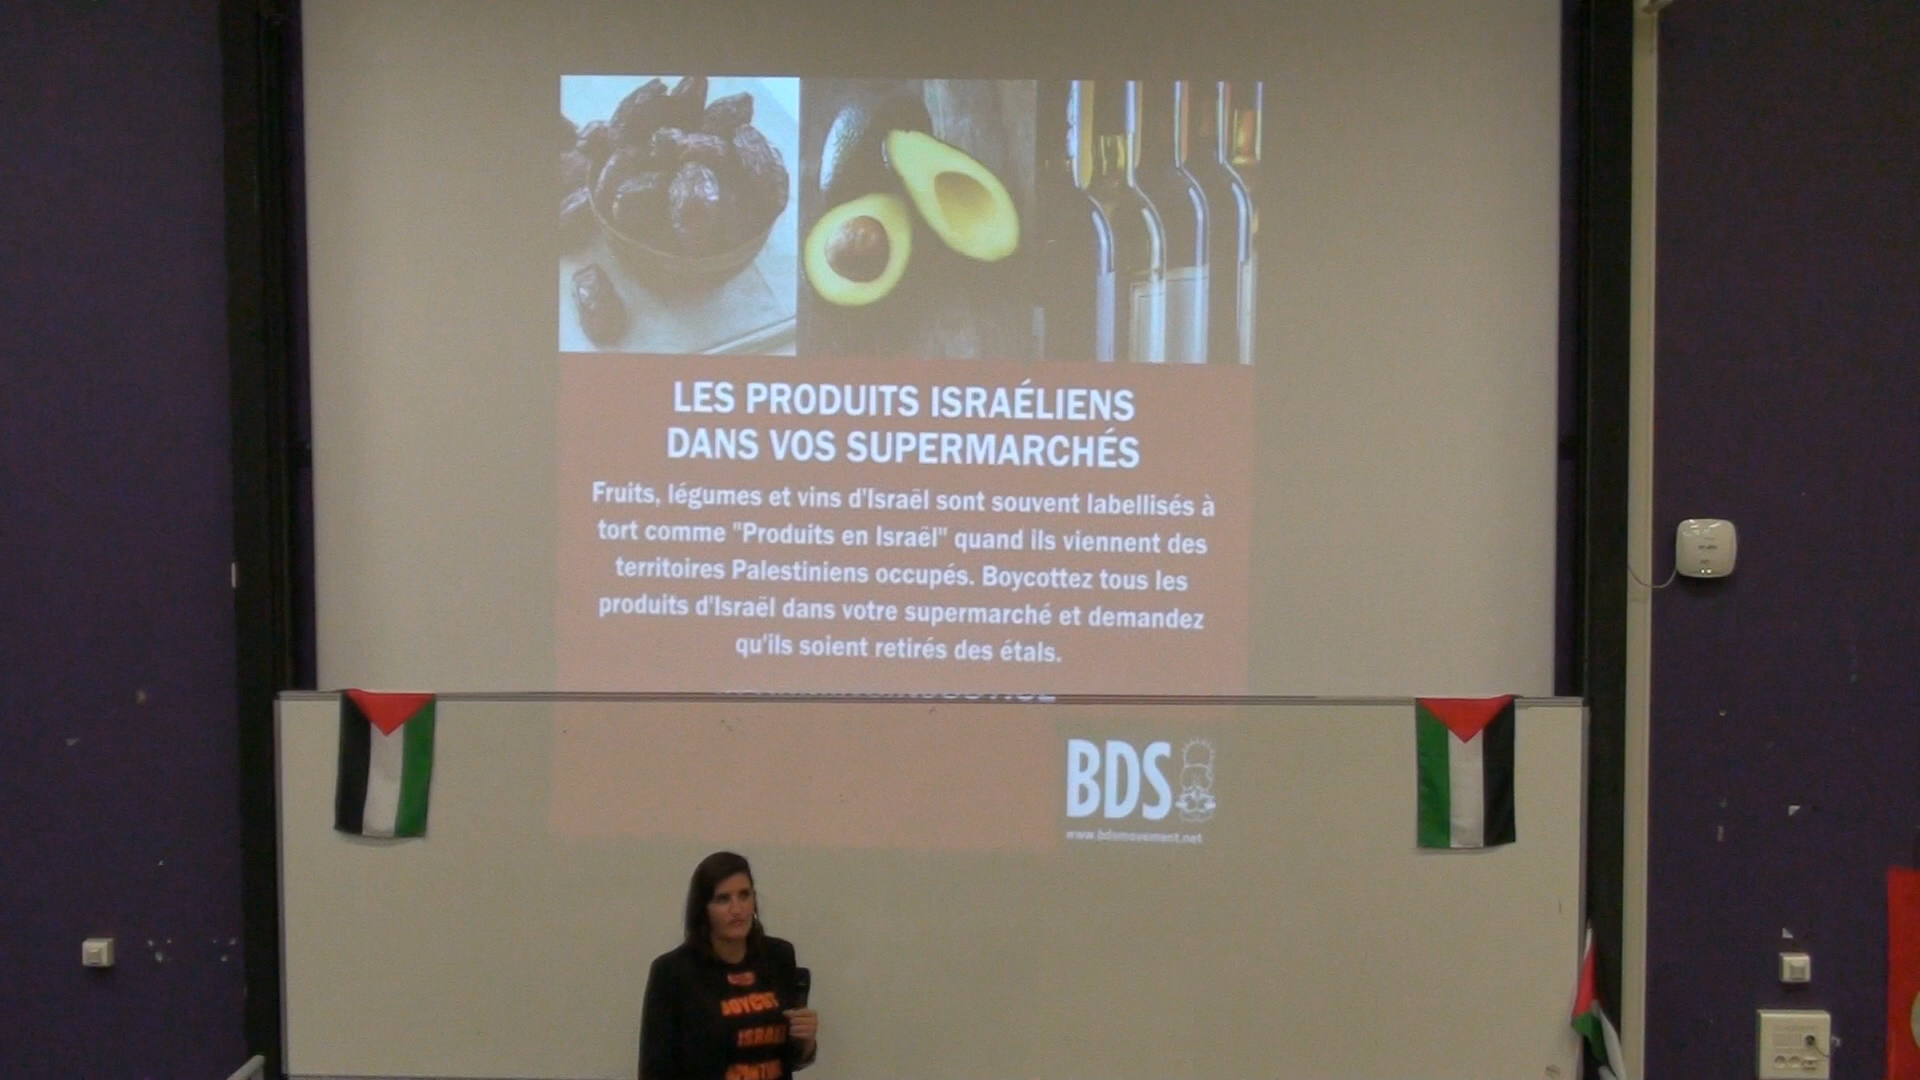 LES PRODUITS ISRAÉLIENS
DANS VOS SUPERMARCHÉS
Fruits, légumes et vins d'Israël sont souvent labellisés à
tort comme "Produits en Israël" quand ils viennent des
territoires Palestiniens occupés. Boycottez tous les
produits d'Israël dans votre supermarché et demandez
qu'ils soient retirés des étals.
BDS
www.bdsmovement.net
BOYCOTT
ISRAEL